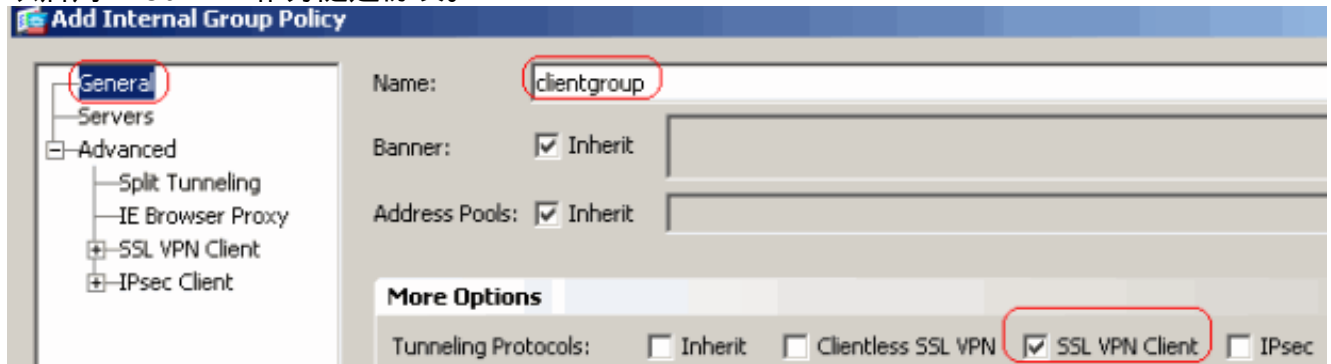 Add Internal Group Policy
General
Servers
Advanced
Split Tunneling
IE Browser Proxy
SSL VPN Client
IPsec Client
Name: clientgroup
Banner: Inherit
Address Pools: Inherit
More Options
Tunneling Protocols: Inherit Clientless SSL VPN SSL VPN Client IPsec